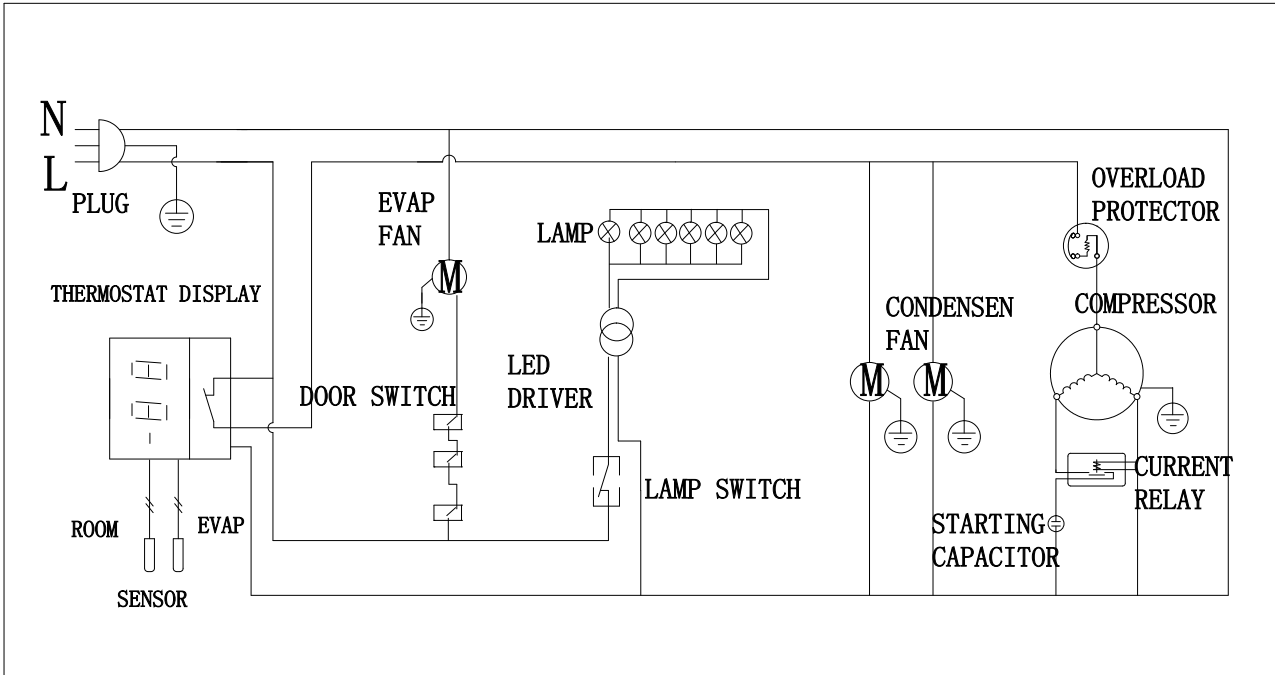 N
L
PLUG
THERMOSTAT DISPLAY
ROOM
EVAP
SENSOR
EVAP
FAN
M
DOOR SWITCH
LAMP
LED
DRIVER
LAMP SWITCH
CONDENSEN
FAN
M M
OVERLOAD
PROTECTOR
COMPRESSOR
CURRENT
RELAY
STARTING
CAPACITOR